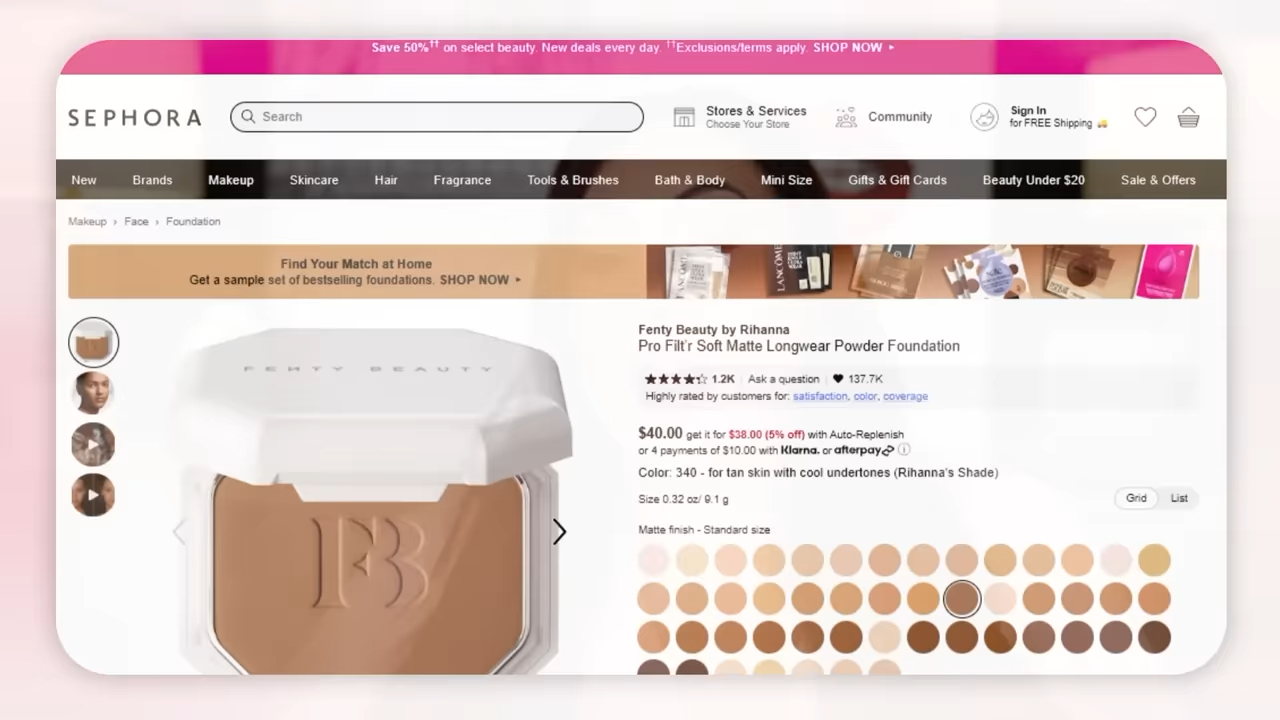 Save 50%†† on select beauty. New deals every day. ††Exclusions/terms apply. SHOP NOW ▸
SEPHORA
Search
Stores & Services
Choose Your Store
Community
Sign In
for FREE Shipping 🚚
New Brands Makeup Skincare Hair Fragrance Tools & Brushes Bath & Body Mini Size Gifts & Gift Cards Beauty Under $20 Sale & Offers
Makeup › Face › Foundation
Find Your Match at Home
Get a sample set of bestselling foundations. SHOP NOW ▸
LANCÔME
LANCÔME
FENTY BEAUTY
FB
Fenty Beauty by Rihanna
Pro Filt'r Soft Matte Longwear Powder Foundation
1.2K | Ask a question | 137.7K
Highly rated by customers for: satisfaction, color, coverage
$40.00 get it for $38.00 (5% off) with Auto-Replenish
or 4 payments of $10.00 with Klarna. or afterpay
Color: 340 - for tan skin with cool undertones (Rihanna's Shade)
Size 0.32 oz/ 9.1 g
Grid List
Matte finish - Standard size